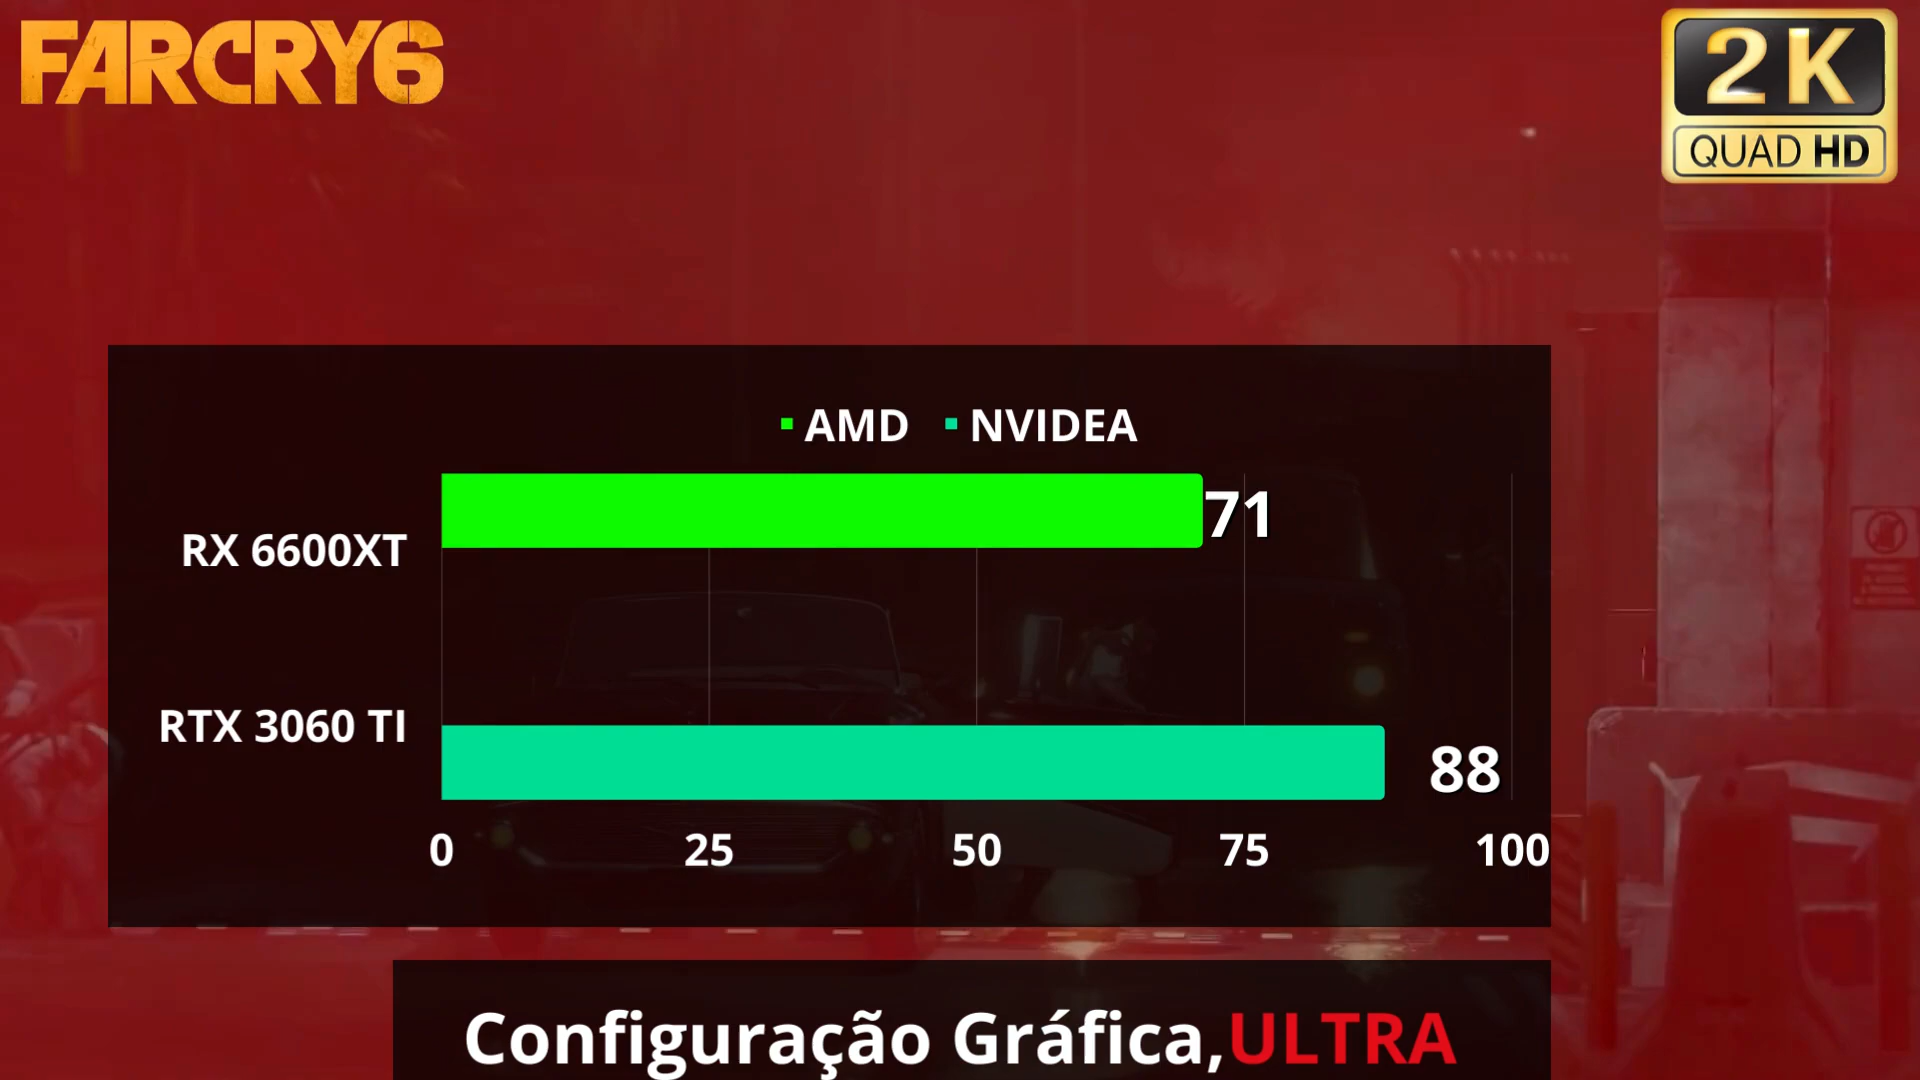 FARCRY6
2K
QUAD HD
AMD NVIDEA
RX 6600XT 71
RTX 3060 TI 88
0 25 50 75 100
Configuração Gráfica,ULTRA